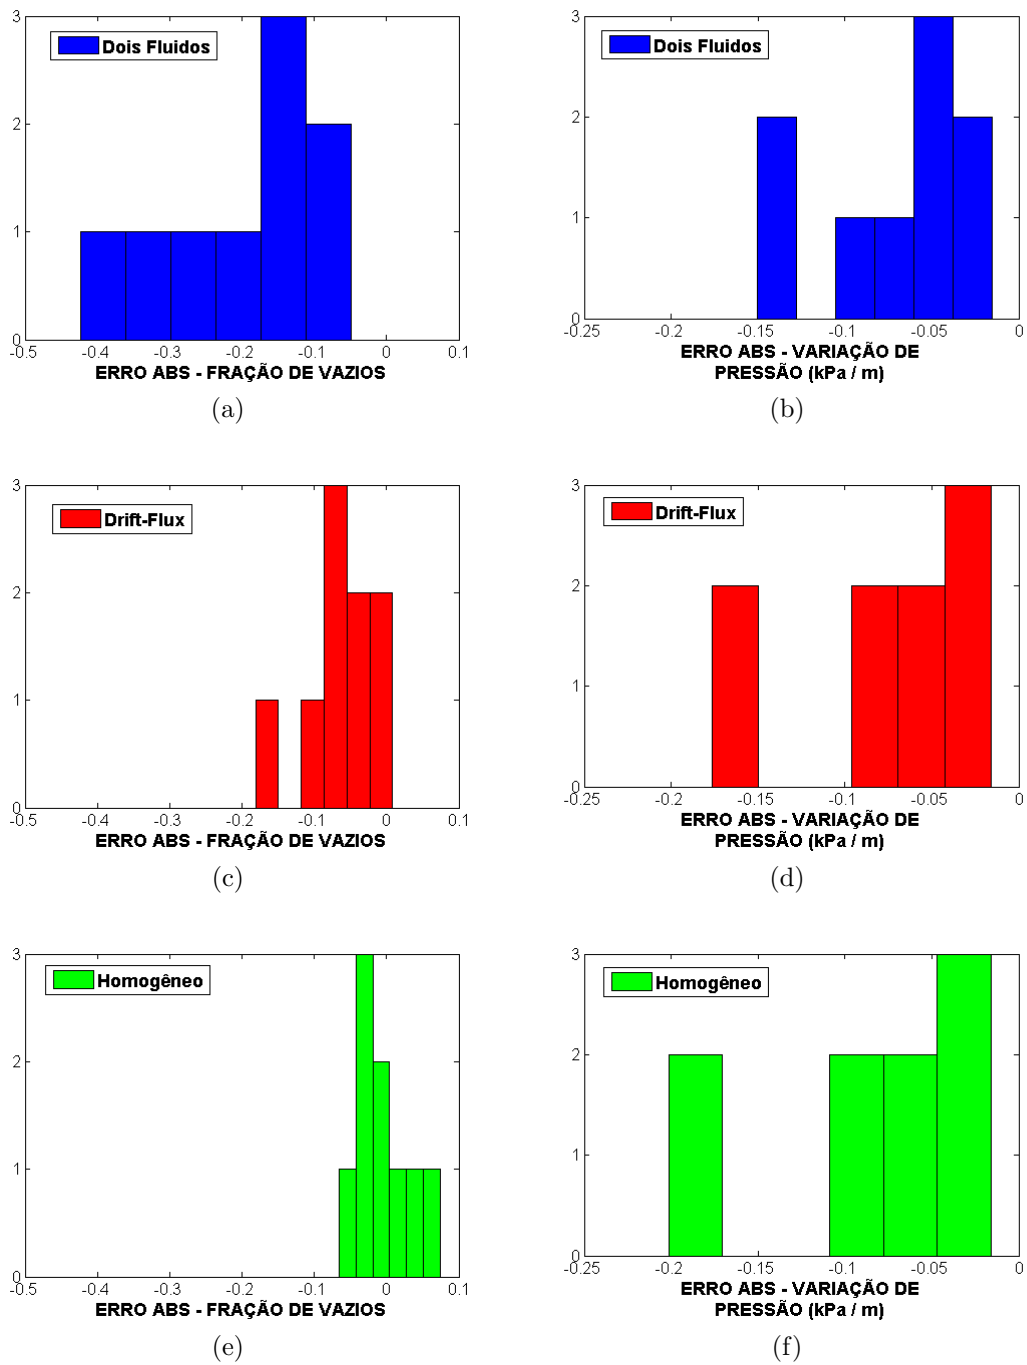 3
2
1
0
Dois Fluidos
-0.5 -0.4 -0.3 -0.2 -0.1 0 0.1
ERRO ABS - FRAÇÃO DE VAZIOS
(a)
3
2
1
0
Dois Fluidos
-0.25 -0.2 -0.15 -0.1 -0.05 0
ERRO ABS - VARIAÇÃO DE
PRESSÃO (kPa / m)
(b)
3
2
1
0
Drift-Flux
-0.5 -0.4 -0.3 -0.2 -0.1 0 0.1
ERRO ABS - FRAÇÃO DE VAZIOS
(c)
3
2
1
0
Drift-Flux
-0.25 -0.2 -0.15 -0.1 -0.05 0
ERRO ABS - VARIAÇÃO DE
PRESSÃO (kPa / m)
(d)
3
2
1
0
Homogêneo
-0.5 -0.4 -0.3 -0.2 -0.1 0 0.1
ERRO ABS - FRAÇÃO DE VAZIOS
(e)
3
2
1
0
Homogêneo
-0.25 -0.2 -0.15 -0.1 -0.05 0
ERRO ABS - VARIAÇÃO DE
PRESSÃO (kPa / m)
(f)